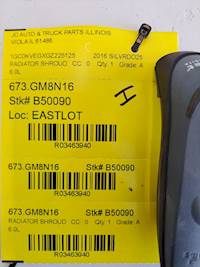 JD AUTO & TRUCK PARTS ILLINOIS
VIOLA IL 61486
1GC0KVEGXGZ225125 2016 SILVRDO25
RADIATOR SHROUD CC 0 Qty 1 Grade A
6.0L
673.GM8N16
Stk# B50090
Loc: EASTLOT
H
R03463940
673.GM8N16 Stk# B50090
R03463940
673.GM8N16 Stk# B50090
RADIATOR SHROUD CC 0 Qty 1 Grade A
6.0L
R03463940